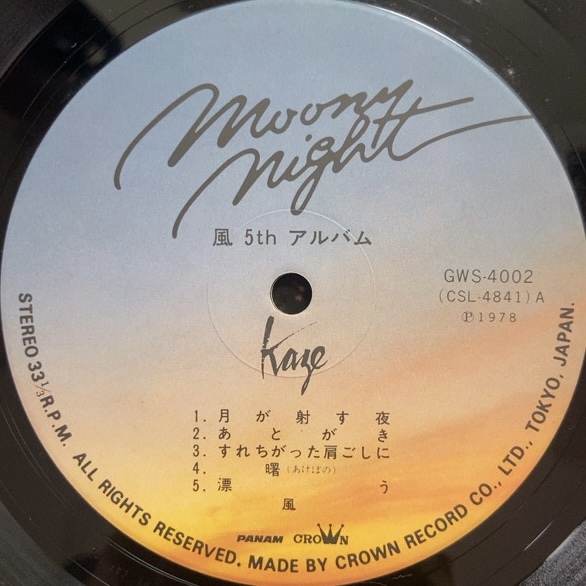 Moony
night
風 5th アルバム
GWS-4002
(CSL-4841) A
Ⓟ1978
Kaze
1. 月が射す夜
2. あとがき
3. すれちがった肩ごしに
4. 曙(あけぼの)
5. 漂う
風
PANAM CROWN
STEREO 33⅓R.P.M. ALL RIGHTS RESERVED. MADE BY CROWN RECORD CO., LTD., TOKYO, JAPAN.